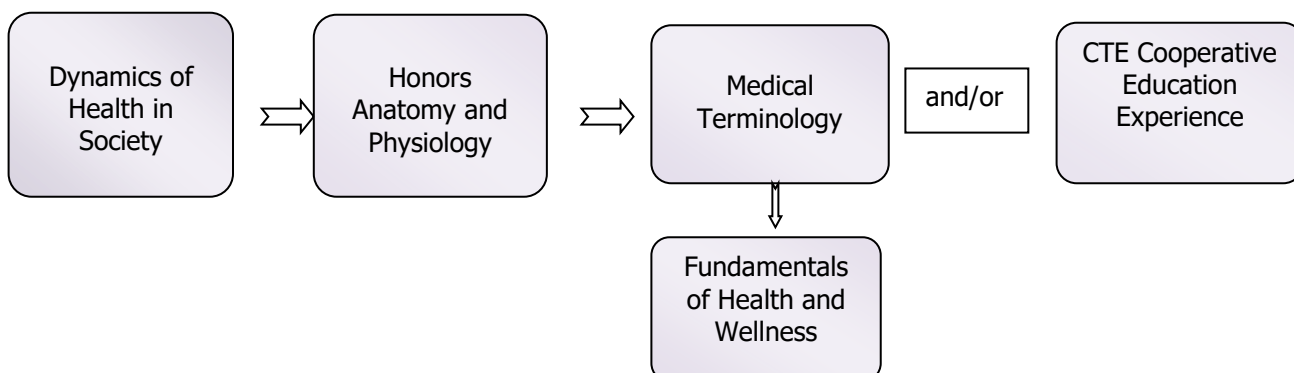 Dynamics of
Health in
Society
Honors
Anatomy and
Physiology
Medical
Terminology
and/or
CTE Cooperative
Education
Experience
Fundamentals
of Health and
Wellness